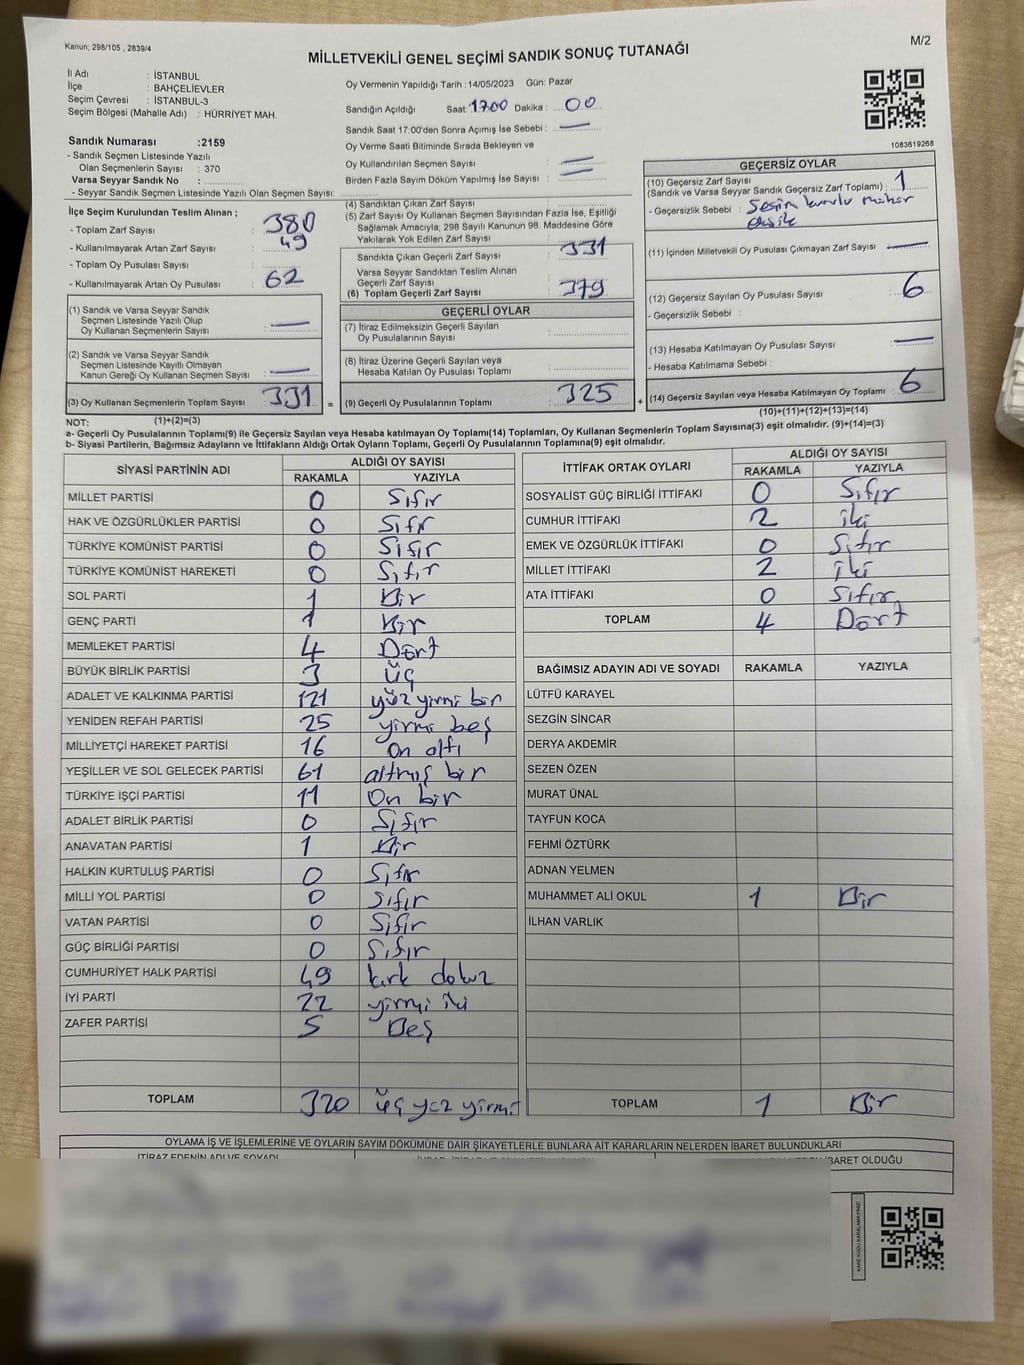 Kanun; 298/105 , 2839/4
M/2
MİLLETVEKİLİ GENEL SEÇİMİ SANDIK SONUÇ TUTANAĞI
İl Adı : İSTANBUL
İlçe : BAHÇELİEVLER
Seçim Çevresi : İSTANBUL-3
Seçim Bölgesi (Mahalle Adı) : HÜRRİYET MAH.
Sandık Numarası :2159
- Sandık Seçmen Listesinde Yazılı
Olan Seçmenlerin Sayısı : 370
Varsa Seyyar Sandık No :
- Seyyar Sandık Seçmen Listesinde Yazılı Olan Seçmen Sayısı:
Oy Vermenin Yapıldığı Tarih : 14/05/2023 Gün: Pazar
Sandığın Açıldığı Saat: 17.00 Dakika : 00
Sandık Saat 17:00'den Sonra Açılmış İse Sebebi : —
Oy Verme Saati Bitiminde Sırada Bekleyen ve
Oy Kullandırılan Seçmen Sayısı : —
Birden Fazla Sayım Döküm Yapılmış İse Sayısı : —
1083619268
İlçe Seçim Kurulundan Teslim Alınan ;
- Toplam Zarf Sayısı : 380
- Kullanılmayarak Artan Zarf Sayısı : 49
- Toplam Oy Pusulası Sayısı :
- Kullanılmayarak Artan Oy Pusulası : 62
(1) Sandık ve Varsa Seyyar Sandık
Seçmen Listesinde Yazılı Olup
Oy Kullanan Seçmenlerin Sayısı : —
(2) Sandık ve Varsa Seyyar Sandık
Seçmen Listesinde Kayıtlı Olmayan
Kanun Gereği Oy Kullanan Seçmen Sayısı : —
(3) Oy Kullanan Seçmenlerin Toplam Sayısı : 331 =
(4) Sandıktan Çıkan Zarf Sayısı :
(5) Zarf Sayısı Oy Kullanan Seçmen Sayısından Fazla İse, Eşitliği
Sağlamak Amacıyla; 298 Sayılı Kanunun 98. Maddesine Göre
Yakılarak Yok Edilen Zarf Sayısı :
Sandıkta Çıkan Geçerli Zarf Sayısı : 331
Varsa Seyyar Sandıktan Teslim Alınan
Geçerli Zarf Sayısı :
(6) Toplam Geçerli Zarf Sayısı : 379
GEÇERLİ OYLAR
(7) İtiraz Edilmeksizin Geçerli Sayılan
Oy Pusulalarının Sayısı :
(8) İtiraz Üzerine Geçerli Sayılan veya
Hesaba Katılan Oy Pusulası Toplamı :
(9) Geçerli Oy Pusulalarının Toplamı : 325 +
GEÇERSİZ OYLAR
(10) Geçersiz Zarf Sayısı
(Sandık ve Varsa Seyyar Sandık Geçersiz Zarf Toplamı) : 1
- Geçersizlik Sebebi : Seçim kurulu mühür
eksik
(11) İçinden Milletvekili Oy Pusulası Çıkmayan Zarf Sayısı : —
(12) Geçersiz Sayılan Oy Pusulası Sayısı : 6
- Geçersizlik Sebebi :
(13) Hesaba Katılmayan Oy Pusulası Sayısı : —
- Hesaba Katılmama Sebebi :
(14) Geçersiz Sayılan veya Hesaba Katılmayan Oy Toplamı : 6
NOT: (1)+(2)=(3) (10)+(11)+(12)+(13)=(14)
a- Geçerli Oy Pusulalarının Toplamı(9) ile Geçersiz Sayılan veya Hesaba katılmayan Oy Toplamı(14) Toplamları, Oy Kullanan Seçmenlerin Toplam Sayısına(3) eşit olmalıdır. (9)+(14)=(3)
b- Siyasi Partilerin, Bağımsız Adayların ve İttifakların Aldığı Ortak Oyların Toplamı, Geçerli Oy Pusulalarının Toplamına(9) eşit olmalıdır.
SİYASİ PARTİNİN ADI ALDIĞI OY SAYISI
RAKAMLA YAZIYLA
MİLLET PARTİSİ 0 Sıfır
HAK VE ÖZGÜRLÜKLER PARTİSİ 0 Sıfır
TÜRKİYE KOMÜNİST PARTİSİ 0 Sıfır
TÜRKİYE KOMÜNİST HAREKETİ 0 Sıfır
SOL PARTİ 1 Bir
GENÇ PARTİ 1 Bir
MEMLEKET PARTİSİ 4 Dört
BÜYÜK BİRLİK PARTİSİ 3 üç
ADALET VE KALKINMA PARTİSİ 121 yüz yirmi bir
YENİDEN REFAH PARTİSİ 25 yirmi beş
MİLLİYETÇİ HAREKET PARTİSİ 16 on altı
YEŞİLLER VE SOL GELECEK PARTİSİ 61 altmış bir
TÜRKİYE İŞÇİ PARTİSİ 11 On bir
ADALET BİRLİK PARTİSİ 0 Sıfır
ANAVATAN PARTİSİ 1 Bir
HALKIN KURTULUŞ PARTİSİ 0 Sıfır
MİLLİ YOL PARTİSİ 0 Sıfır
VATAN PARTİSİ 0 Sıfır
GÜÇ BİRLİĞİ PARTİSİ 0 Sıfır
CUMHURİYET HALK PARTİSİ 49 kırk dokuz
İYİ PARTİ 22 yirmi iki
ZAFER PARTİSİ 5 Beş
TOPLAM 320 üç yüz yirmi
İTTİFAK ORTAK OYLARI ALDIĞI OY SAYISI
RAKAMLA YAZIYLA
SOSYALİST GÜÇ BİRLİĞİ İTTİFAKI 0 Sıfır
CUMHUR İTTİFAKI 2 iki
EMEK VE ÖZGÜRLÜK İTTİFAKI 0 Sıfır
MİLLET İTTİFAKI 2 iki
ATA İTTİFAKI 0 Sıfır
TOPLAM 4 Dört
BAĞIMSIZ ADAYIN ADI VE SOYADI RAKAMLA YAZIYLA
LÜTFÜ KARAYEL
SEZGİN SİNCAR
DERYA AKDEMİR
SEZEN ÖZEN
MURAT ÜNAL
TAYFUN KOCA
FEHMİ ÖZTÜRK
ADNAN YELMEN
MUHAMMET ALİ OKUL 1 Bir
İLHAN VARLIK
TOPLAM 1 Bir
OYLAMA İŞ VE İŞLEMLERİNE VE OYLARIN SAYIM DÖKÜMÜNE DAİR ŞİKAYETLERLE BUNLARA AİT KARARLARIN NELERDEN İBARET BULUNDUKLARI
İTİRAZ EDENİN ADI VE SOYADI
İBARET OLDUĞU
KARE KODU KARALAMAYINIZ!